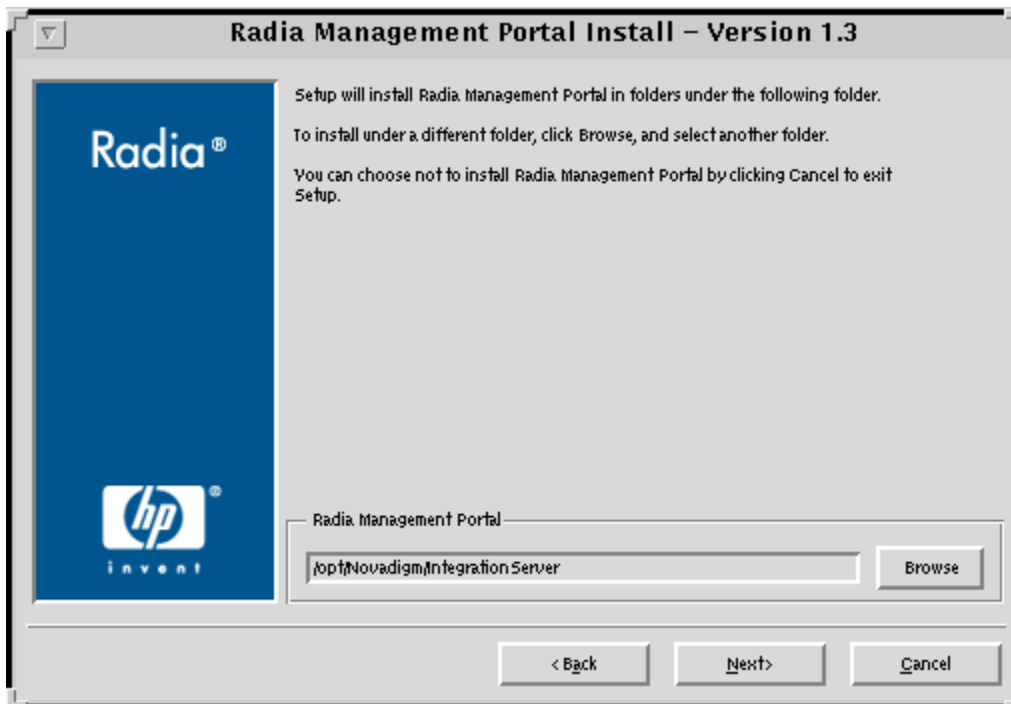 Radia Management Portal Install – Version 1.3
Setup will install Radia Management Portal in folders under the following folder.
To install under a different folder, click Browse, and select another folder.
You can choose not to install Radia Management Portal by clicking Cancel to exit
Setup.
Radia®
hp®
invent
Radia Management Portal
/opt/Novadigm/IntegrationServer
Browse
< Back
Next>
Cancel